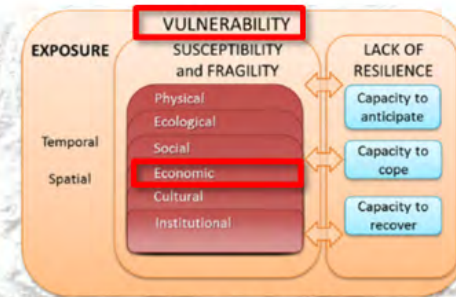 VULNERABILITY
EXPOSURE
Temporal
Spatial
SUSCEPTIBILITY
and FRAGILITY
Physical
Ecological
Social
Economic
Cultural
Institutional
LACK OF
RESILIENCE
Capacity to
anticipate
Capacity to
cope
Capacity to
recover